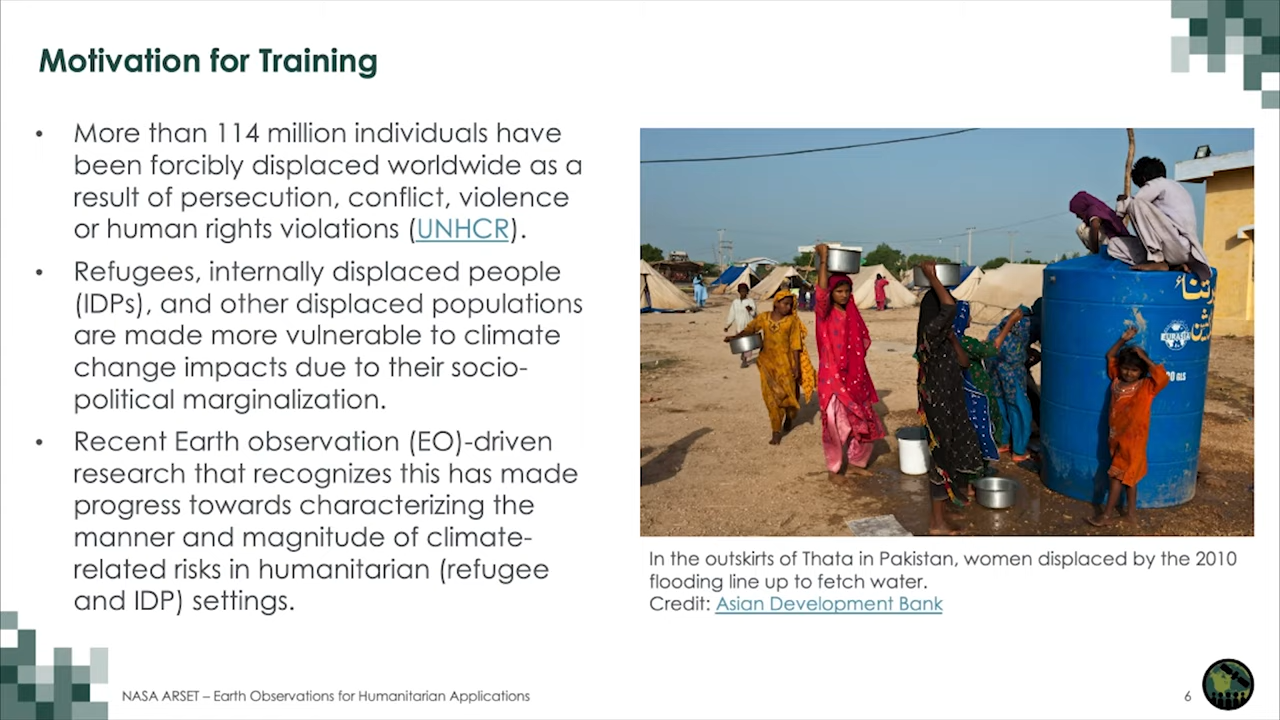 Motivation for Training
• More than 114 million individuals have
been forcibly displaced worldwide as a
result of persecution, conflict, violence
or human rights violations (UNHCR).
• Refugees, internally displaced people
(IDPs), and other displaced populations
are made more vulnerable to climate
change impacts due to their socio-
political marginalization.
• Recent Earth observation (EO)-driven
research that recognizes this has made
progress towards characterizing the
manner and magnitude of climate-
related risks in humanitarian (refugee
and IDP) settings.
In the outskirts of Thata in Pakistan, women displaced by the 2010
flooding line up to fetch water.
Credit: Asian Development Bank
NASA ARSET – Earth Observations for Humanitarian Applications
6